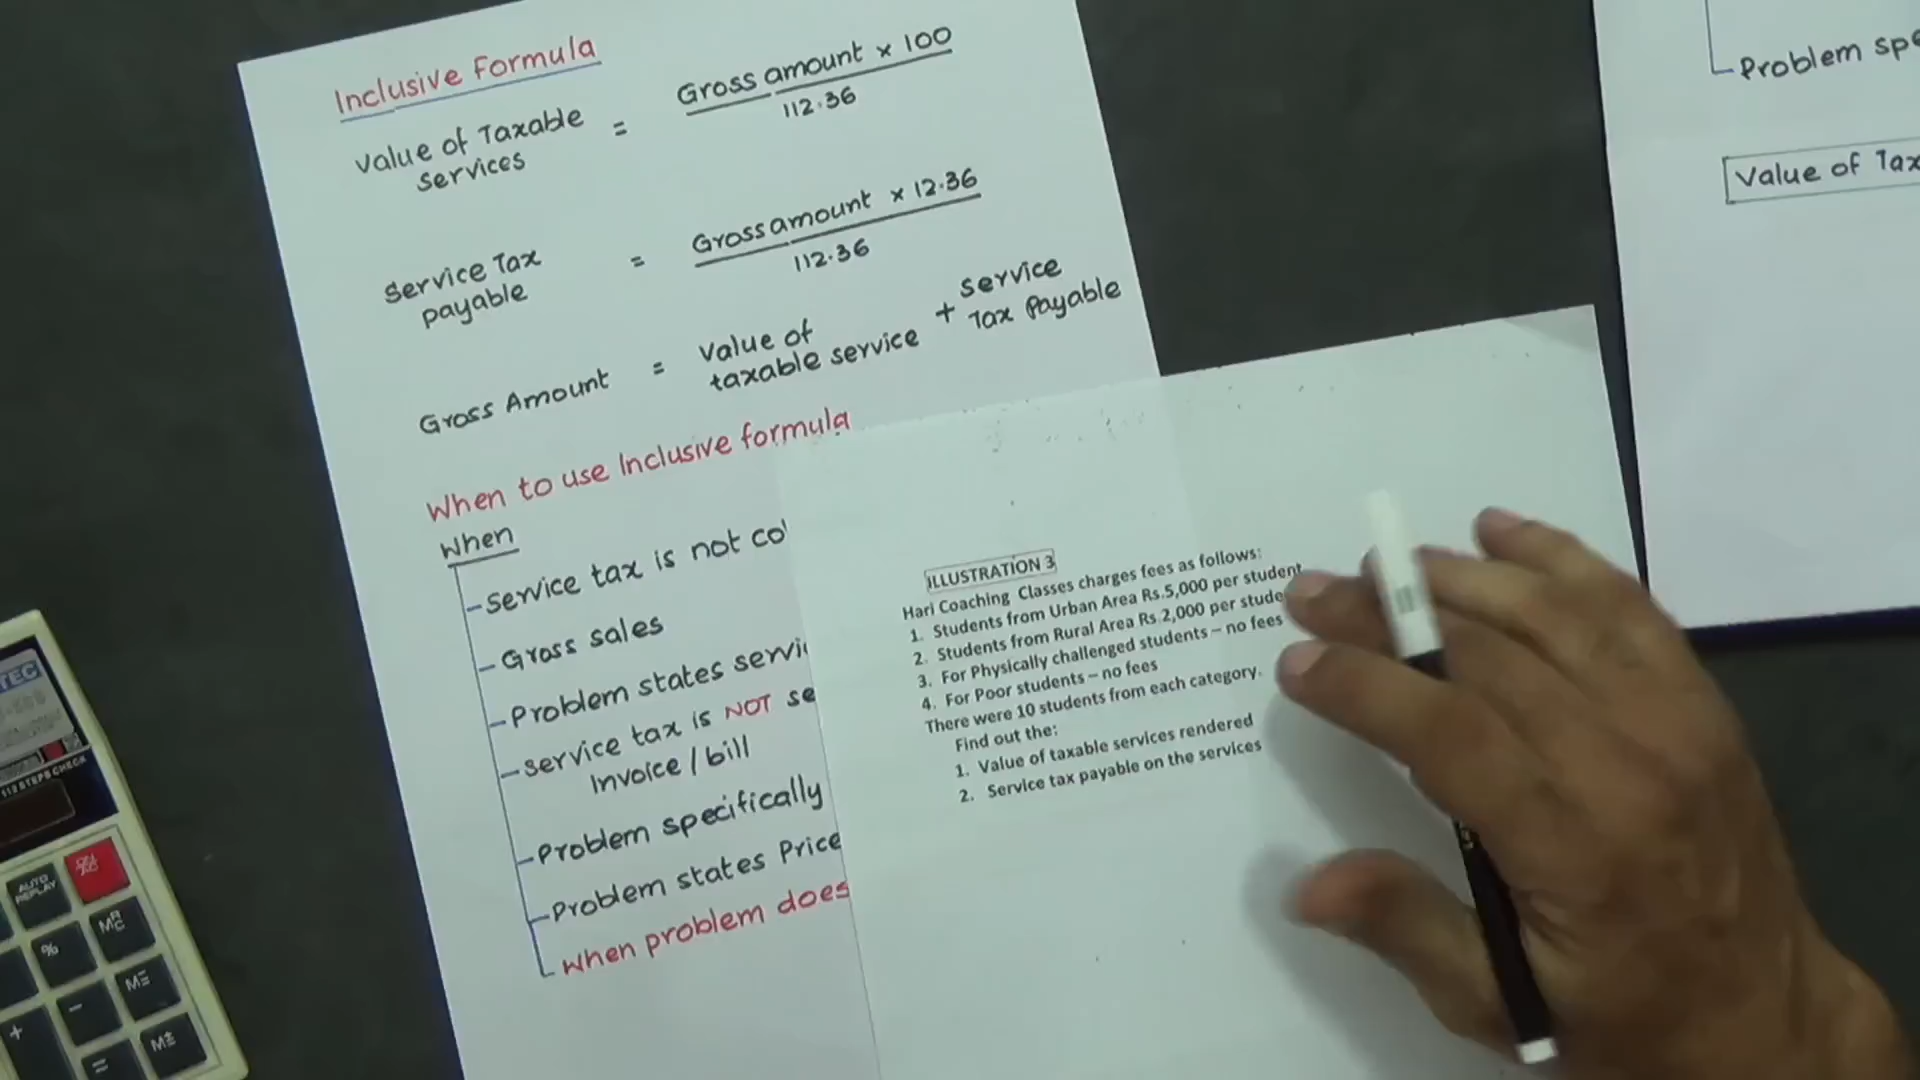 Inclusive Formula
Value of Taxable services = Gross amount × 100
112.36
Service Tax payable = Gross amount × 12.36
112.36
Gross Amount = Value of taxable service + Service Tax Payable
When to use Inclusive formula
When
Service tax is not
Gross sales
Problem states
service tax is NOT
Invoice / bill
Problem specifically
Problem states Price
When problem does
ILLUSTRATION 3
Hari Coaching Classes charges fees as follows:
1. Students from Urban Area Rs.5,000 per student
2. Students from Rural Area Rs.2,000 per
3. For Physically challenged students – no fees
4. For Poor students – no fees
There were 10 students from each category.
Find out the:
1. Value of taxable services rendered
2. Service tax payable on the services
Problem
Value of
AUTO REPLAY
%
M±
+
-
=